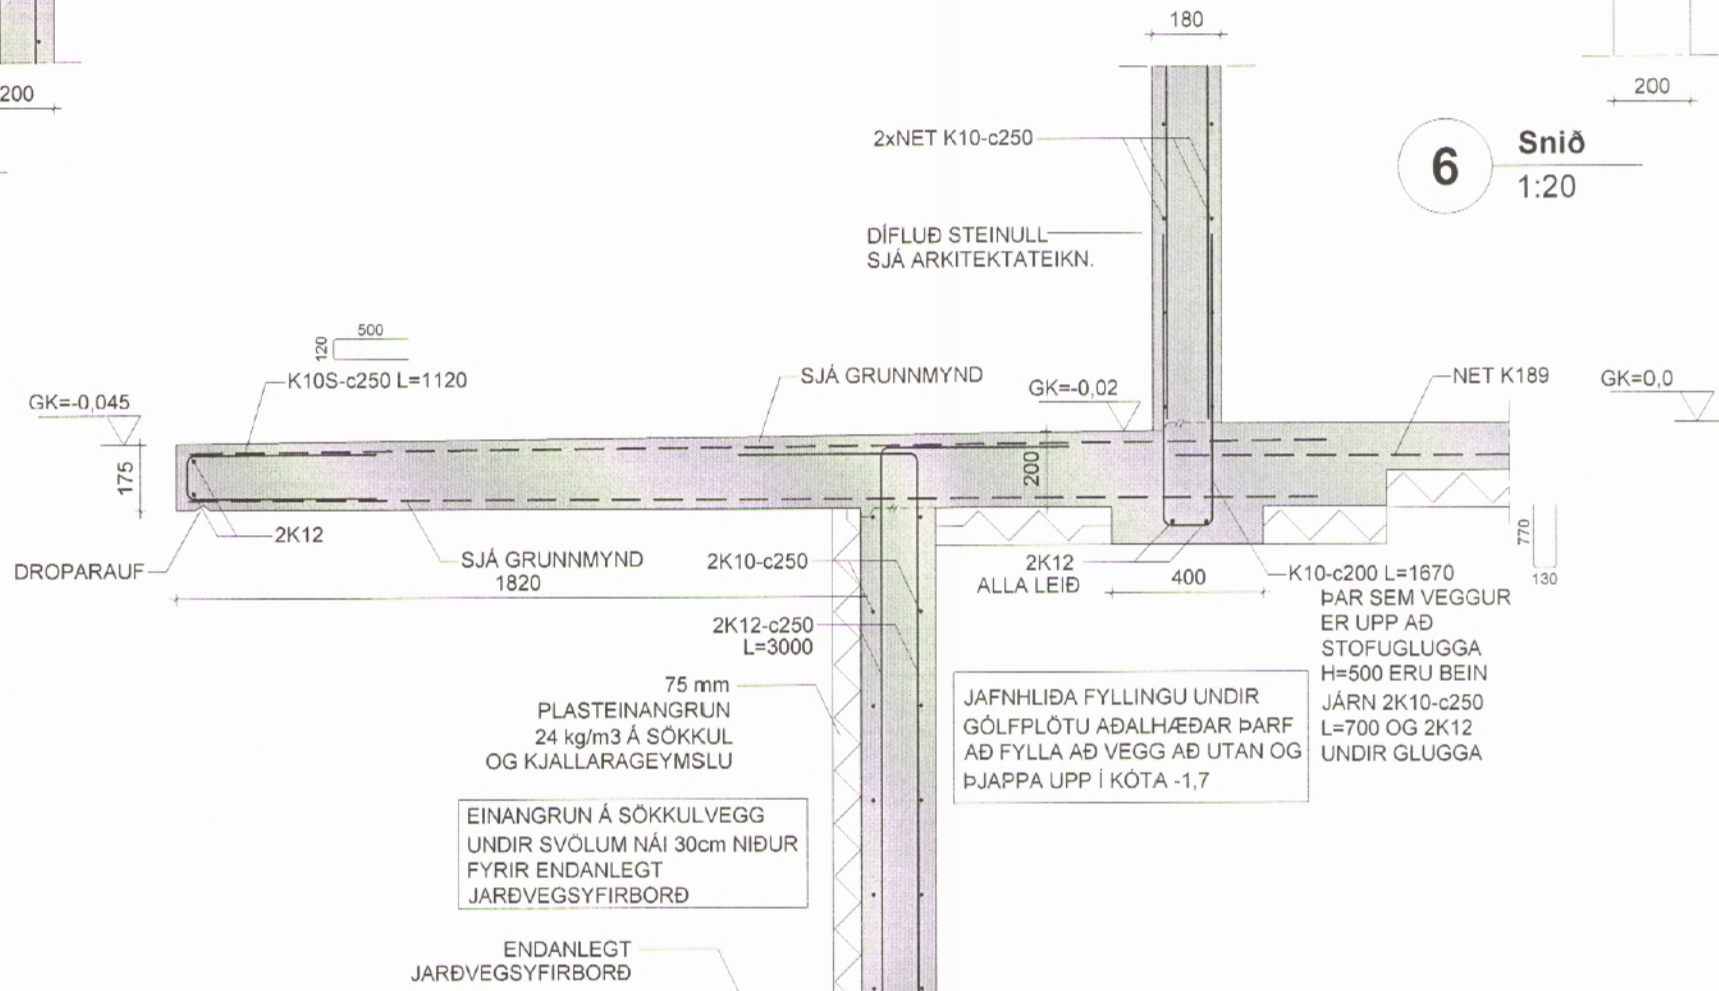 180
200
200
2xNET K10-c250
6
Snið
1:20
DÍFLUÐ STEINULL
SJÁ ARKITEKTATEIKN.
500
120
K10S-c250 L=1120
SJÁ GRUNNMYND
GK=-0,02
NET K189
GK=0,0
GK=-0,045
175
200
2K12
DROPARAUF
SJÁ GRUNNMYND
1820
2K10-c250
2K12
ALLA LEIÐ
400
770
130
K10-c200 L=1670
ÞAR SEM VEGGUR
ER UPP AÐ
STOFUGLUGGA
H=500 ERU BEIN
JÁRN 2K10-c250
L=700 OG 2K12
UNDIR GLUGGA
2K12-c250
L=3000
75 mm
PLASTEINANGRUN
24 kg/m3 Á SÖKKUL
OG KJALLARAGEYMSLU
JAFNHLIÐA FYLLINGU UNDIR
GÓLFPLÖTU AÐALHÆÐAR ÞARF
AÐ FYLLA AÐ VEGG AÐ UTAN OG
ÞJAPPA UPP Í KÓTA -1,7
EINANGRUN Á SÖKKULVEGG
UNDIR SVÖLUM NÁI 30cm NIÐUR
FYRIR ENDANLEGT
JARÐVEGSYFIRBORÐ
ENDANLEGT
JARÐVEGSYFIRBORÐ